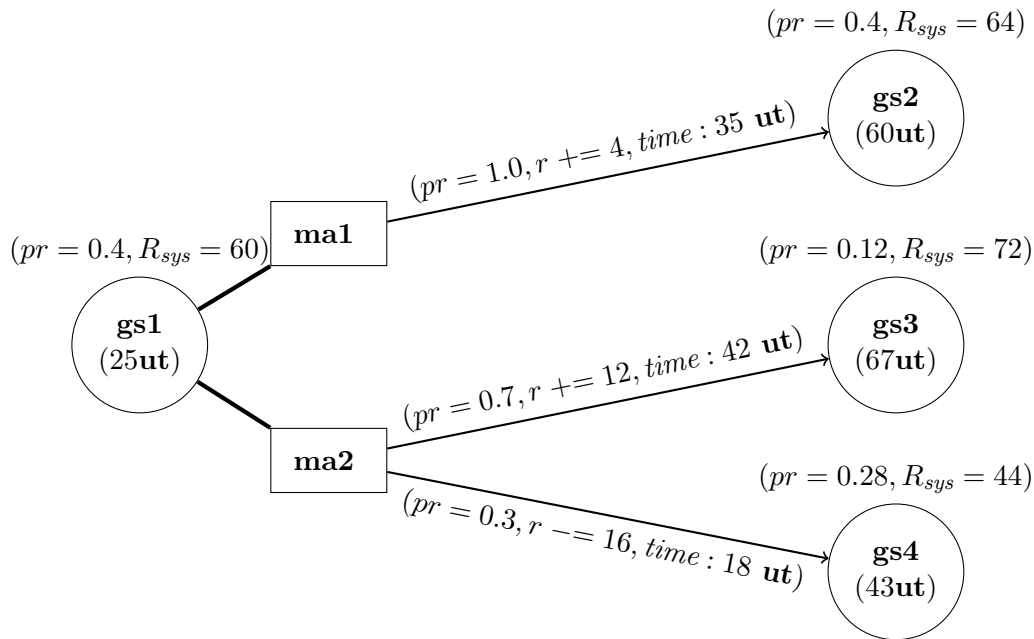 (pr = 0.4, R_sys = 64)
gs2
(60ut)
(pr = 1.0, r += 4, time : 35 ut)
ma1
(pr = 0.4, R_sys = 60)
gs1
(25ut)
(pr = 0.12, R_sys = 72)
gs3
(67ut)
(pr = 0.7, r += 12, time : 42 ut)
ma2
(pr = 0.3, r −= 16, time : 18 ut)
(pr = 0.28, R_sys = 44)
gs4
(43ut)